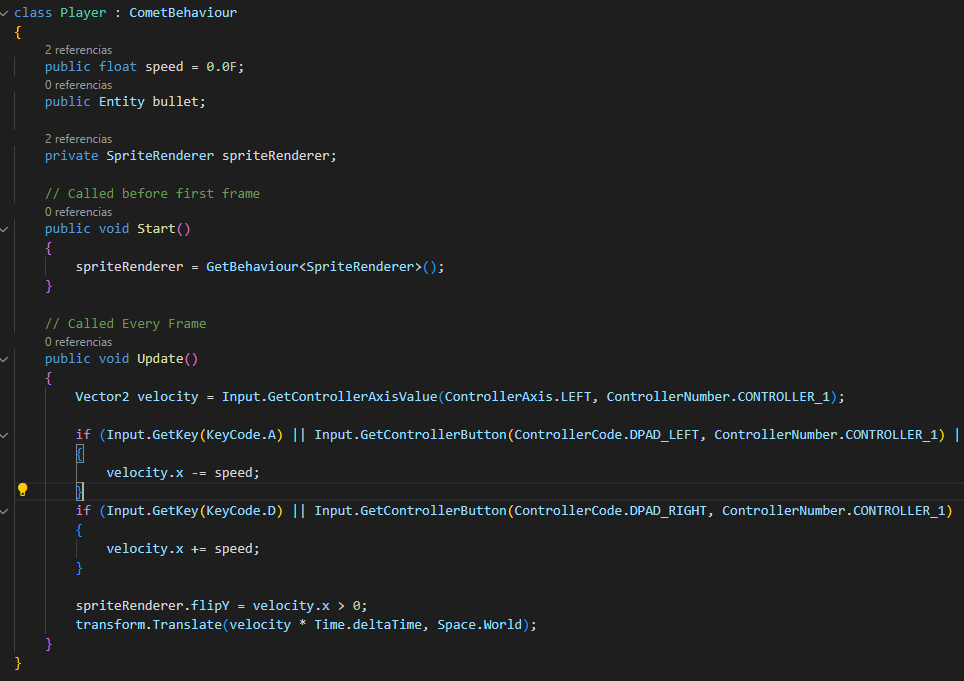 class Player : CometBehaviour
{
2 referencias
public float speed = 0.0F;
0 referencias
public Entity bullet;
2 referencias
private SpriteRenderer spriteRenderer;
// Called before first frame
0 referencias
public void Start()
{
spriteRenderer = GetBehaviour<SpriteRenderer>();
}
// Called Every Frame
0 referencias
public void Update()
{
Vector2 velocity = Input.GetControllerAxisValue(ControllerAxis.LEFT, ControllerNumber.CONTROLLER_1);
if (Input.GetKey(KeyCode.A) || Input.GetControllerButton(ControllerCode.DPAD_LEFT, ControllerNumber.CONTROLLER_1) |
{
velocity.x -= speed;
}
if (Input.GetKey(KeyCode.D) || Input.GetControllerButton(ControllerCode.DPAD_RIGHT, ControllerNumber.CONTROLLER_1)
{
velocity.x += speed;
}
spriteRenderer.flipY = velocity.x > 0;
transform.Translate(velocity * Time.deltaTime, Space.World);
}
}